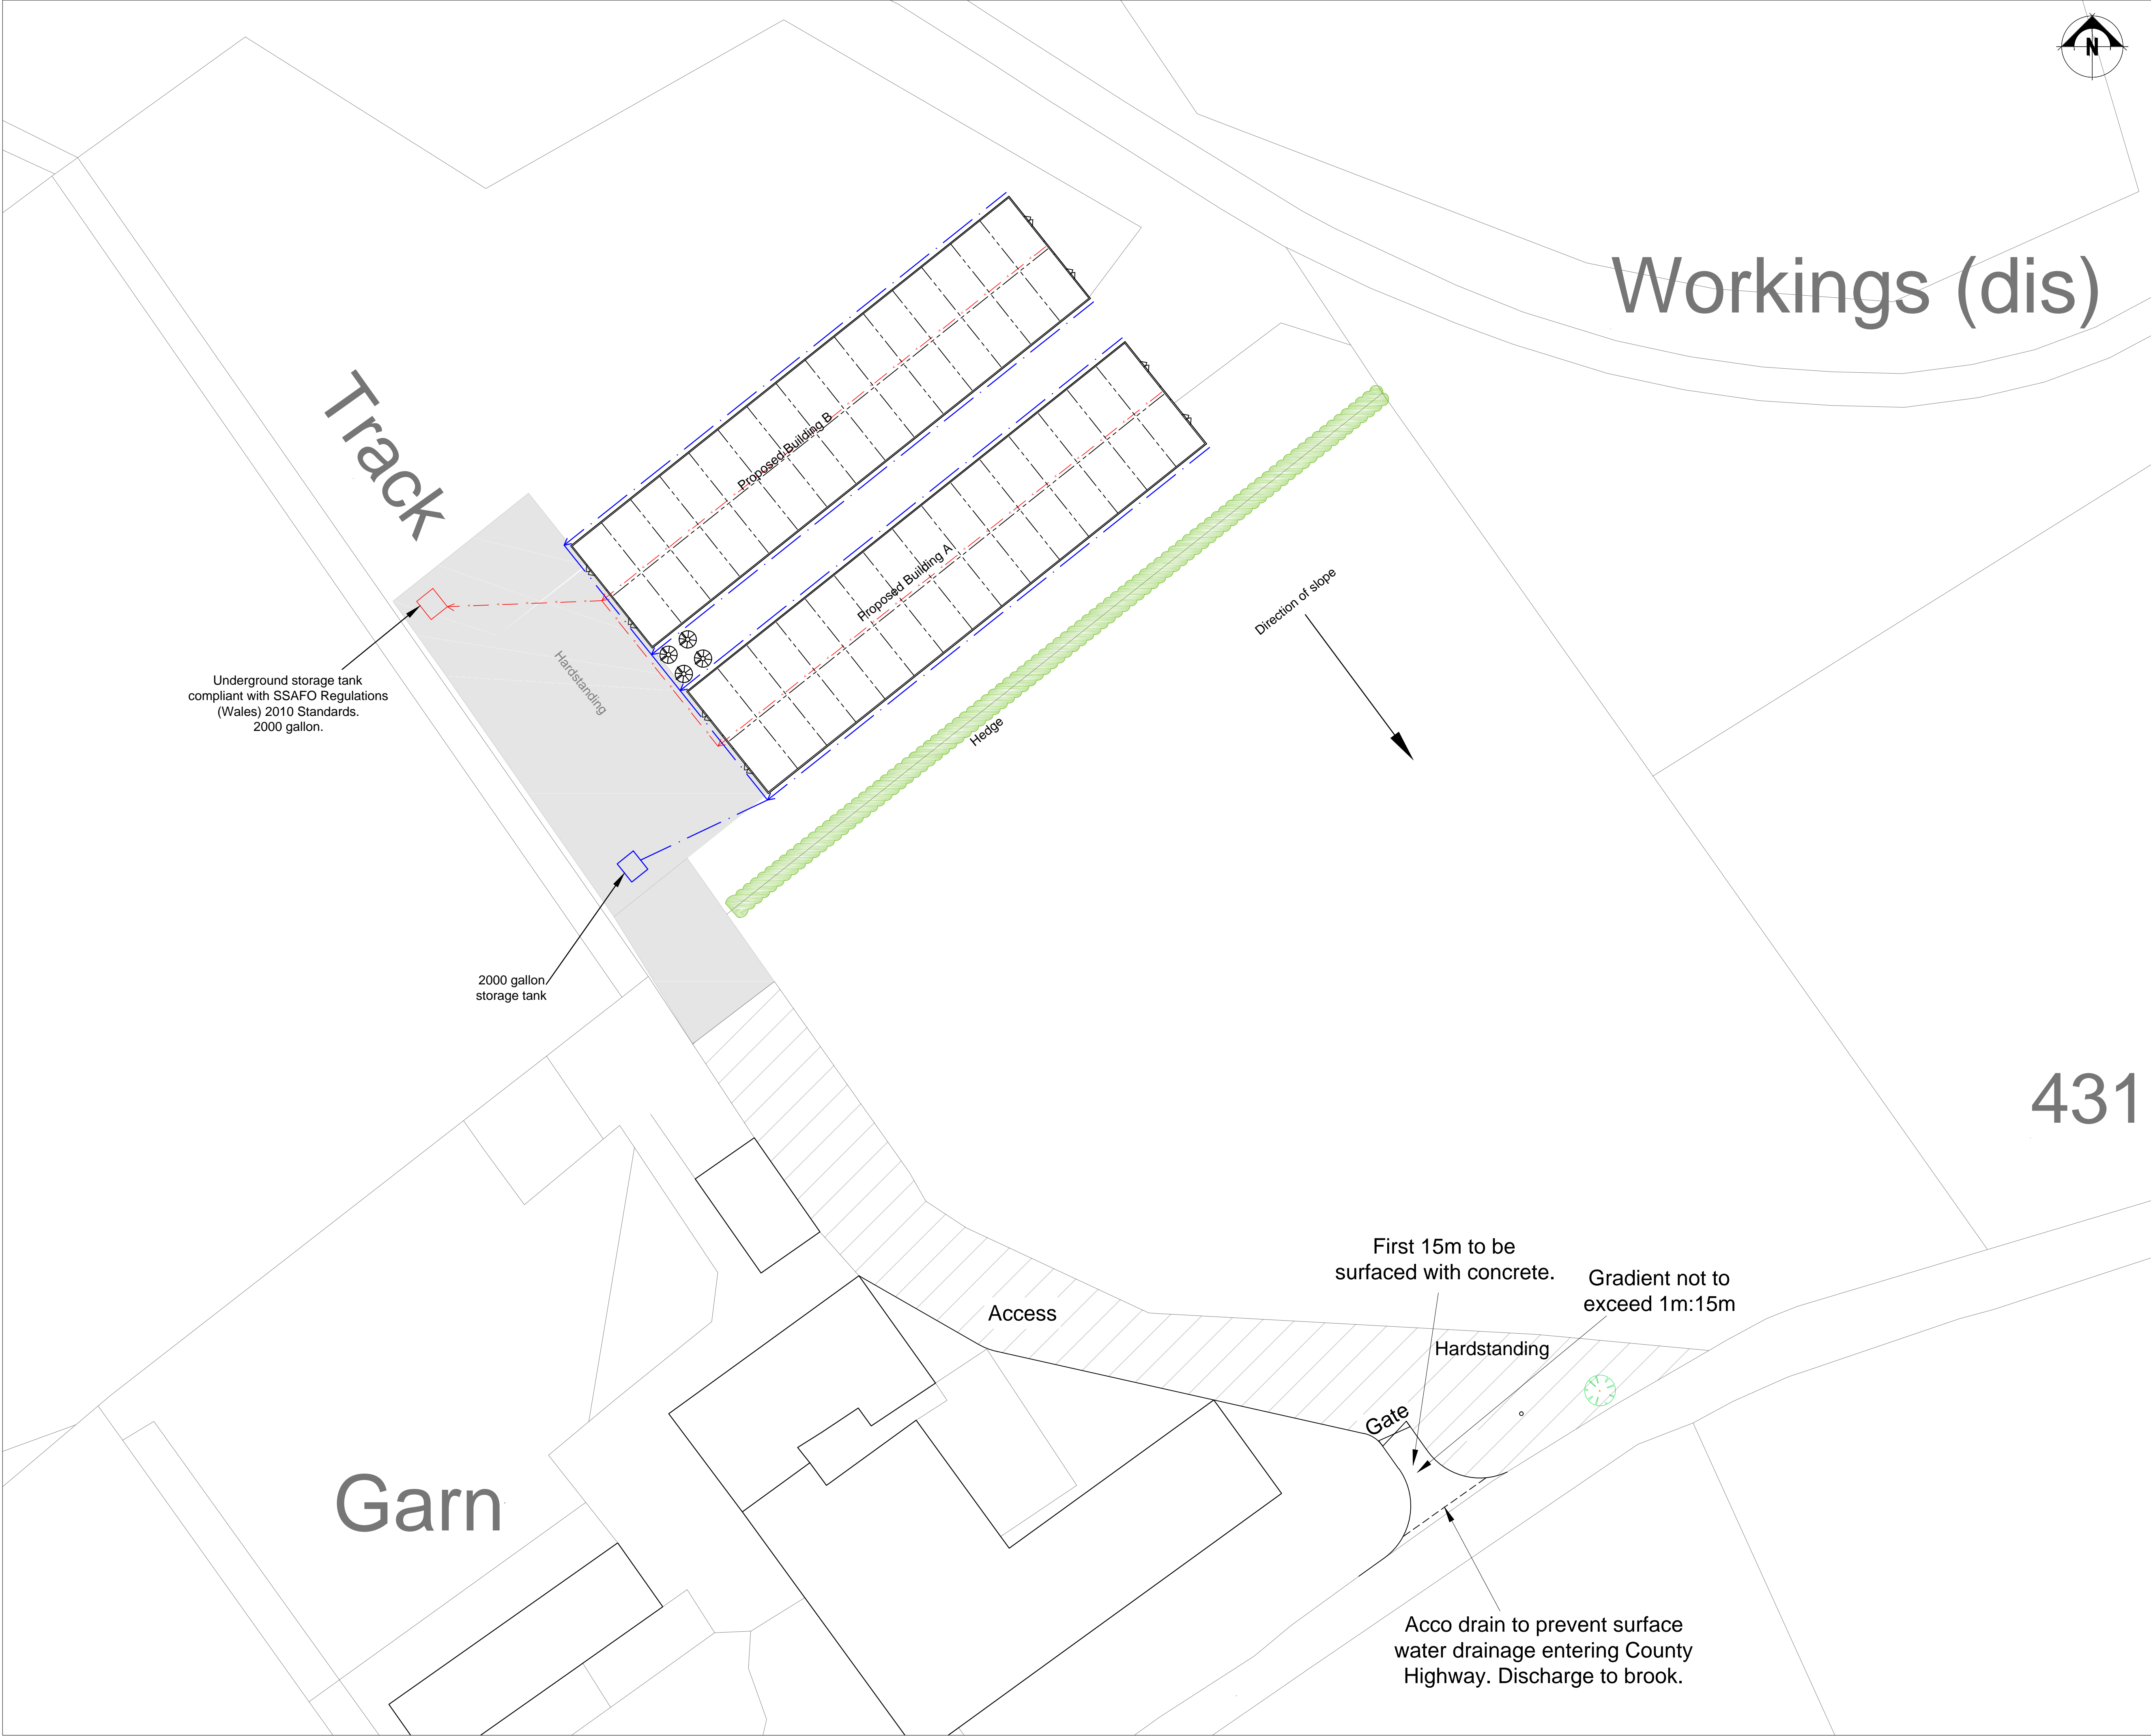 N
Workings (dis)
Track
Proposed Building B
Proposed Building A
Direction of slope
Hardstanding
Underground storage tank
compliant with SSAFO Regulations
(Wales) 2010 Standards.
2000 gallon.
Hedge
2000 gallon
storage tank
431
First 15m to be
surfaced with concrete.
Gradient not to
exceed 1m:15m
Access
Hardstanding
Gate
Garn
Acco drain to prevent surface
water drainage entering County
Highway. Discharge to brook.